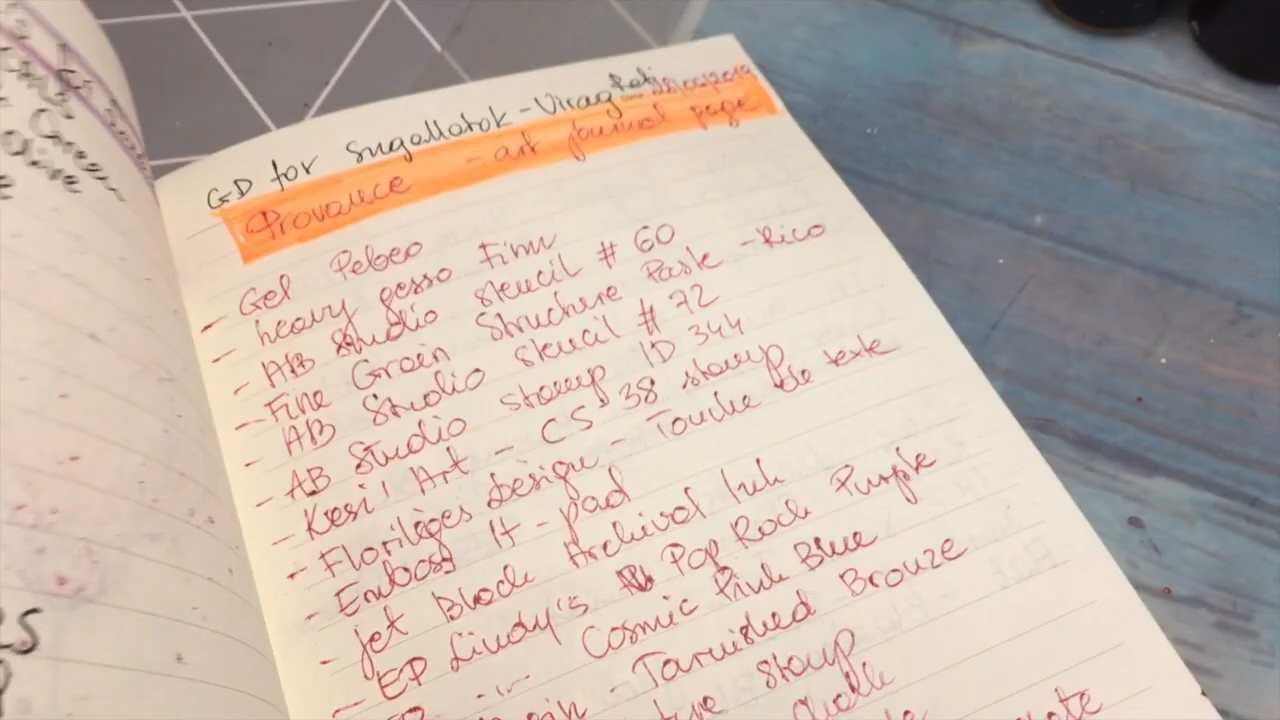 GD for Sugallatok - Virag
Provance - art journal page
- Gel Pebeo
- heavy gesso Fimu
- AB Studio stencil # 60
- Fine Grain Structure Paste - Rico
- AB Studio stencil # 72
- AB Studio stamp ID 344
- Kesi' Art - CS 38 stamp
- Florilèges Design - Touche de texte
- Emboss It - pad
- Jet Black Archival Ink
- EP Lindy's Pop Rock Purple
Cosmic Pink Blue
- Tarnished Bronze
stamp